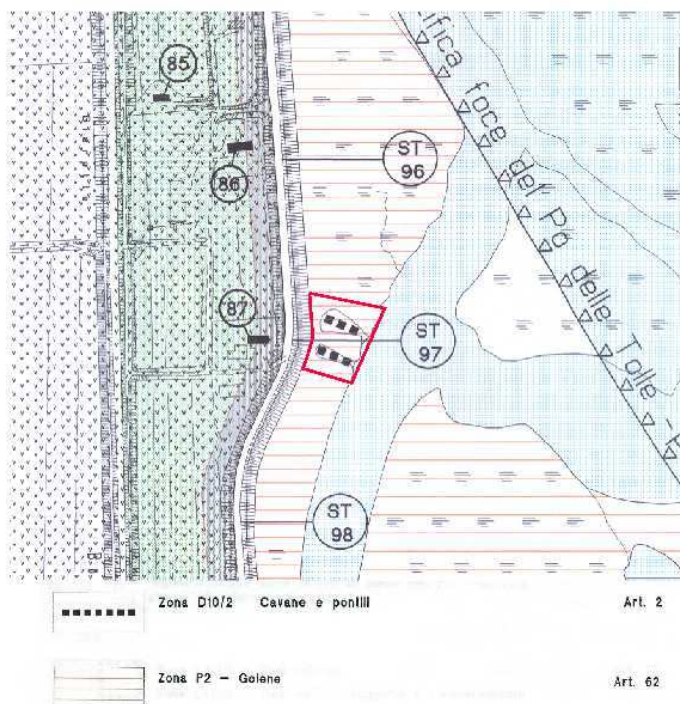 85
ST
96
86
cifica foce del Po delle Tolle -
87
ST
97
ST
98
Zona D10/2 Cavane e pontili Art. 2
Zona P2 - Golene Art. 62